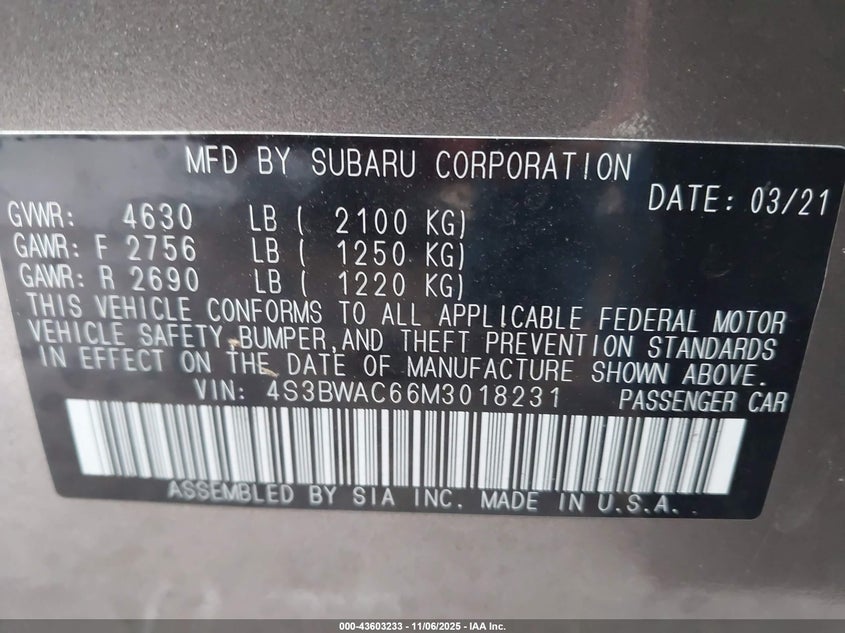 MFD BY SUBARU CORPORATION
DATE: 03/21
GVWR: 4630 LB ( 2100 KG)
GAWR: F 2756 LB ( 1250 KG)
GAWR: R 2690 LB ( 1220 KG)
THIS VEHICLE CONFORMS TO ALL APPLICABLE FEDERAL MOTOR
VEHICLE SAFETY, BUMPER, AND THEFT PREVENTION STANDARDS
IN EFFECT ON THE DATE OF MANUFACTURE SHOWN ABOVE.
VIN: 4S3BWAC66M3018231 PASSENGER CAR
ASSEMBLED BY SIA INC. MADE IN U.S.A.
000-43603233 - 11/06/2025 - IAA Inc.